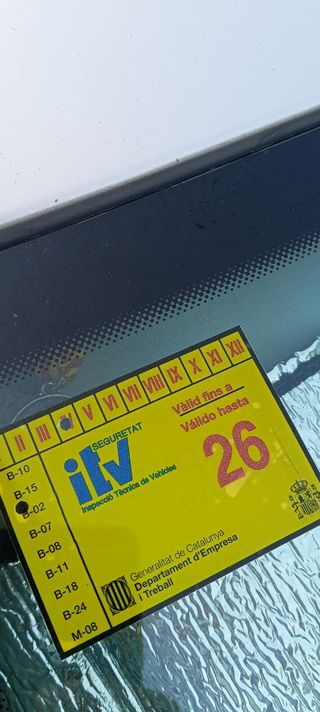 II III IV V VI VII VIII IX X XI XII
SEGURETAT
itv
Inspecció Tècnica de Vehicles
Vàlid fins a
Válido hasta
26
B-10
B-15
B-02
B-07
B-08
B-11
B-18
B-24
M-08
Generalitat de Catalunya
Departament d'Empresa
i Treball